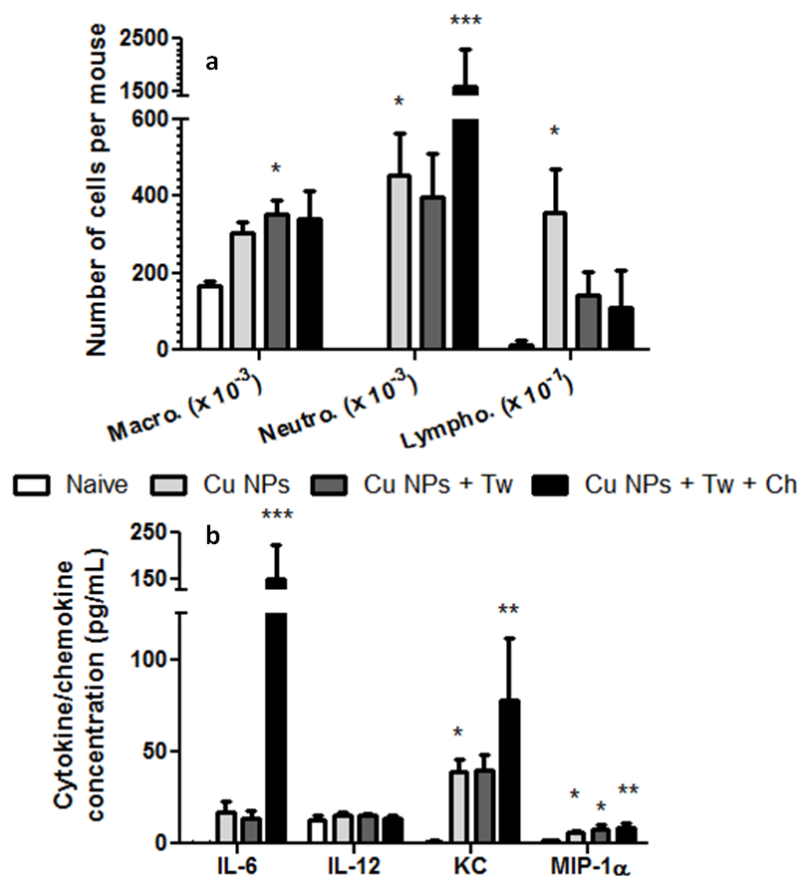 ***
2500
a
1500
*
600
*
*
400
200
0
Number of cells per mouse
Macro. (x 10-3)
Neutro. (x 10-3)
Lympho. (x 10-1)
Naive Cu NPs Cu NPs + Tw Cu NPs + Tw + Ch
***
250
b
150
**
100
*
50
* * **
0
Cytokine/chemokine
concentration (pg/mL)
IL-6 IL-12 KC MIP-1α